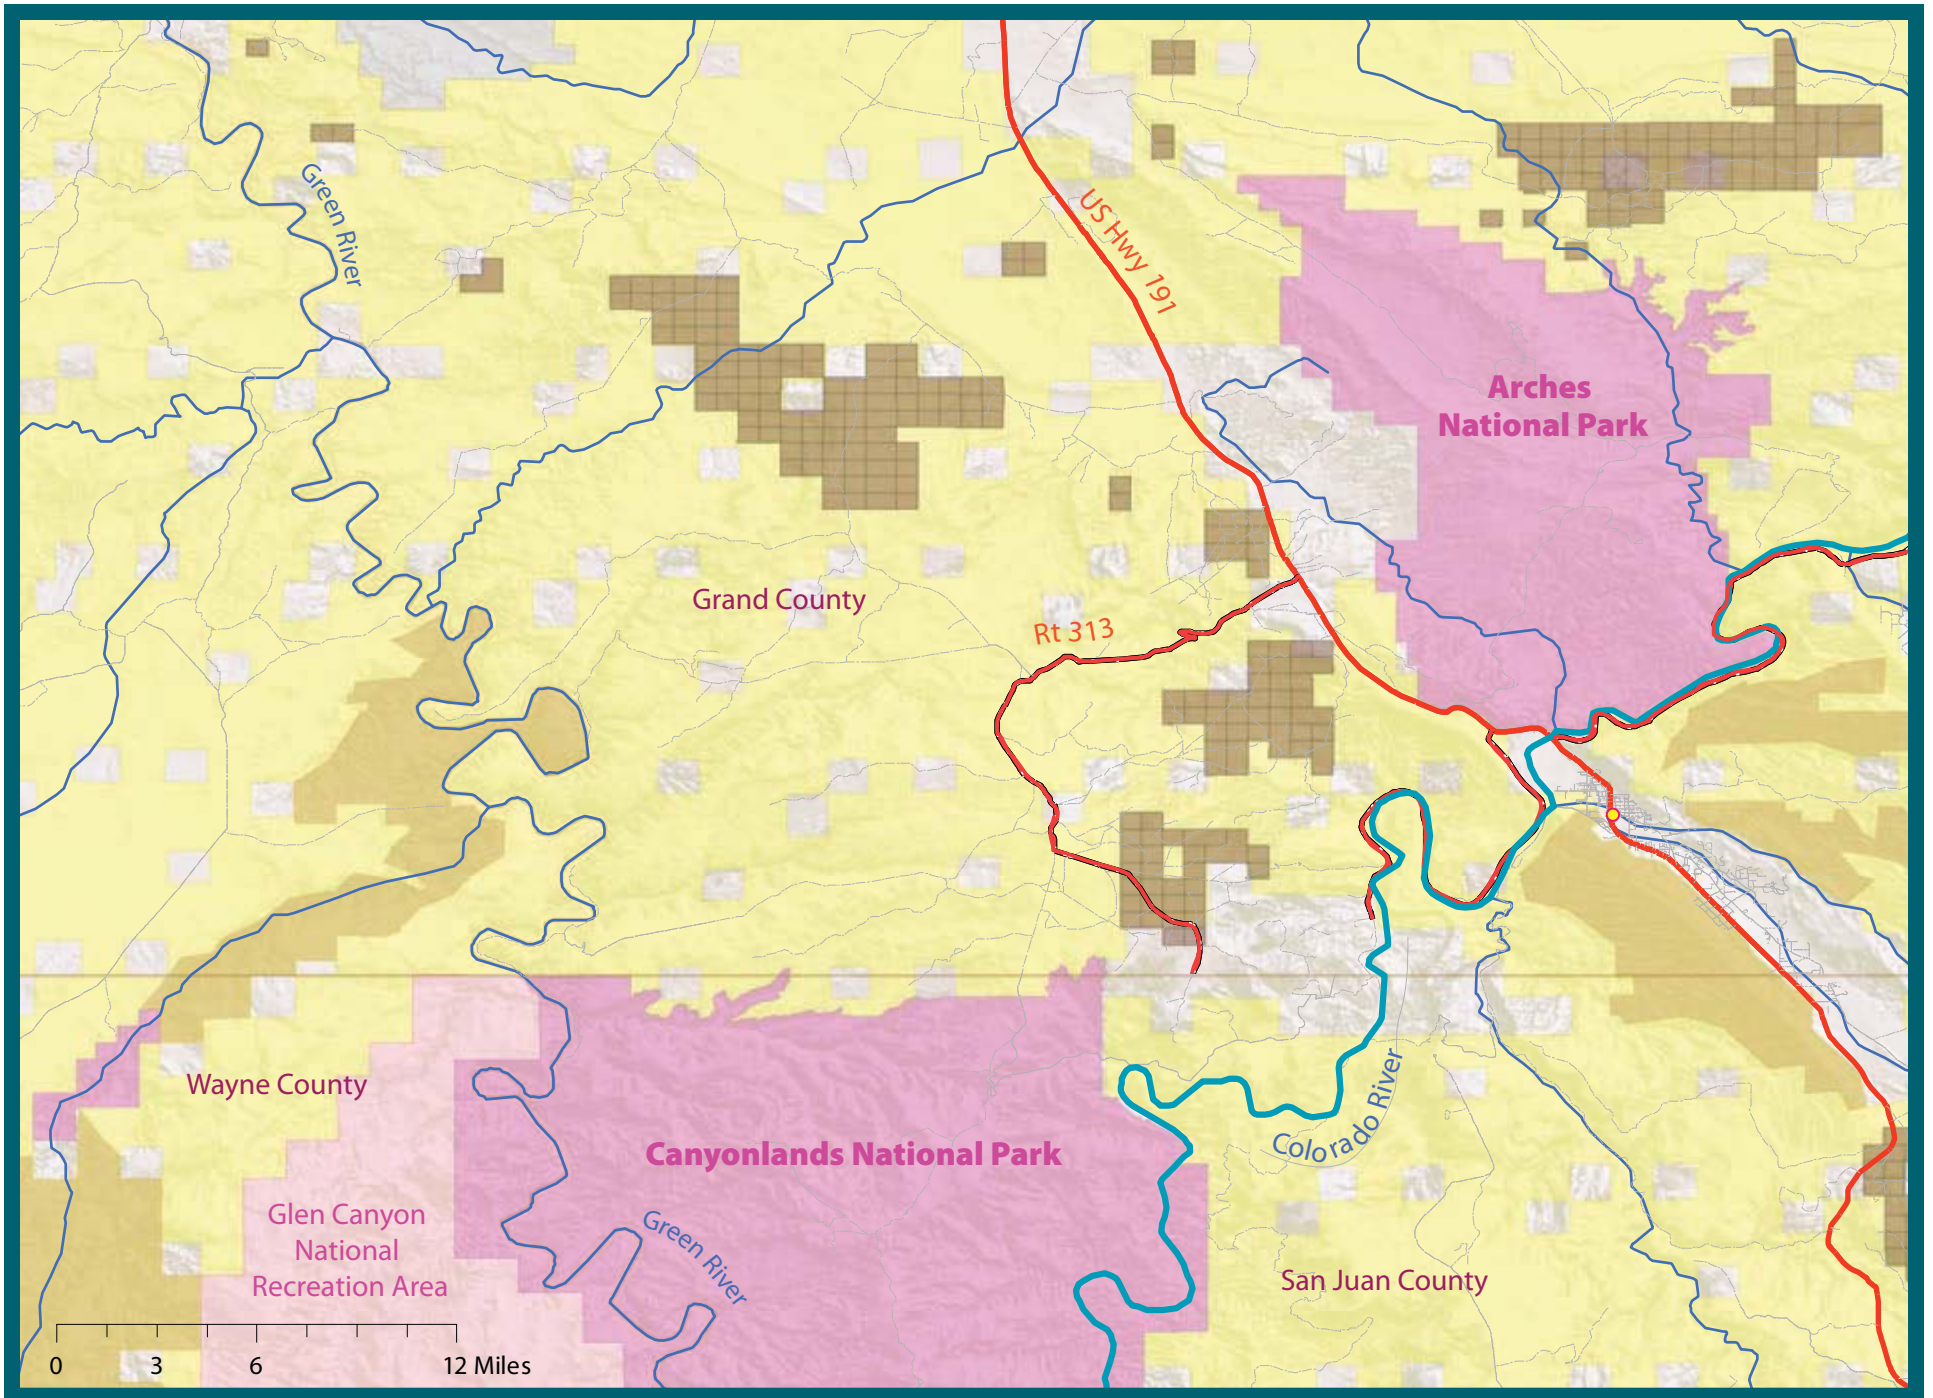 Green River
US Hwy 191
Arches
National Park
Grand County
Rt 313
Wayne County
Colorado River
Canyonlands National Park
Glen Canyon
National
Recreation Area
Green River
San Juan County
0 3 6 12 Miles